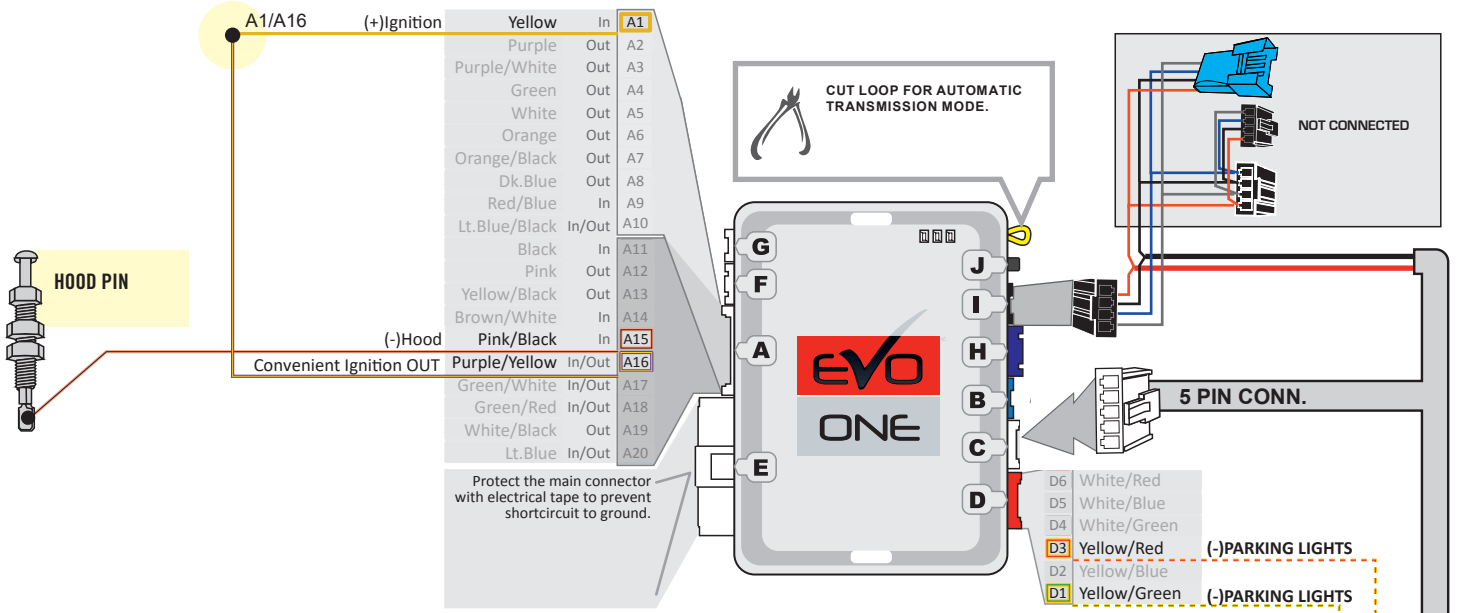 A1/A16 (+)Ignition Yellow In A1
Purple Out A2
Purple/White Out A3
Green Out A4
White Out A5
Orange Out A6
Orange/Black Out A7
Dk.Blue Out A8
Red/Blue In A9
Lt.Blue/Black In/Out A10
Black In A11
Pink Out A12
Yellow/Black Out A13
Brown/White In A14
(-)Hood Pink/Black In A15
Convenient Ignition OUT Purple/Yellow In/Out A16
Green/White In/Out A17
Green/Red In/Out A18
White/Black Out A19
Lt.Blue In/Out A20
HOOD PIN
Protect the main connector
with electrical tape to prevent
shortcircuit to ground.
CUT LOOP FOR AUTOMATIC
TRANSMISSION MODE.
NOT CONNECTED
G
F
A
E
J
I
H
B
C
D
EVO
ONE
5 PIN CONN.
D6 White/Red
D5 White/Blue
D4 White/Green
D3 Yellow/Red (-)PARKING LIGHTS
D2 Yellow/Blue
D1 Yellow/Green (-)PARKING LIGHTS